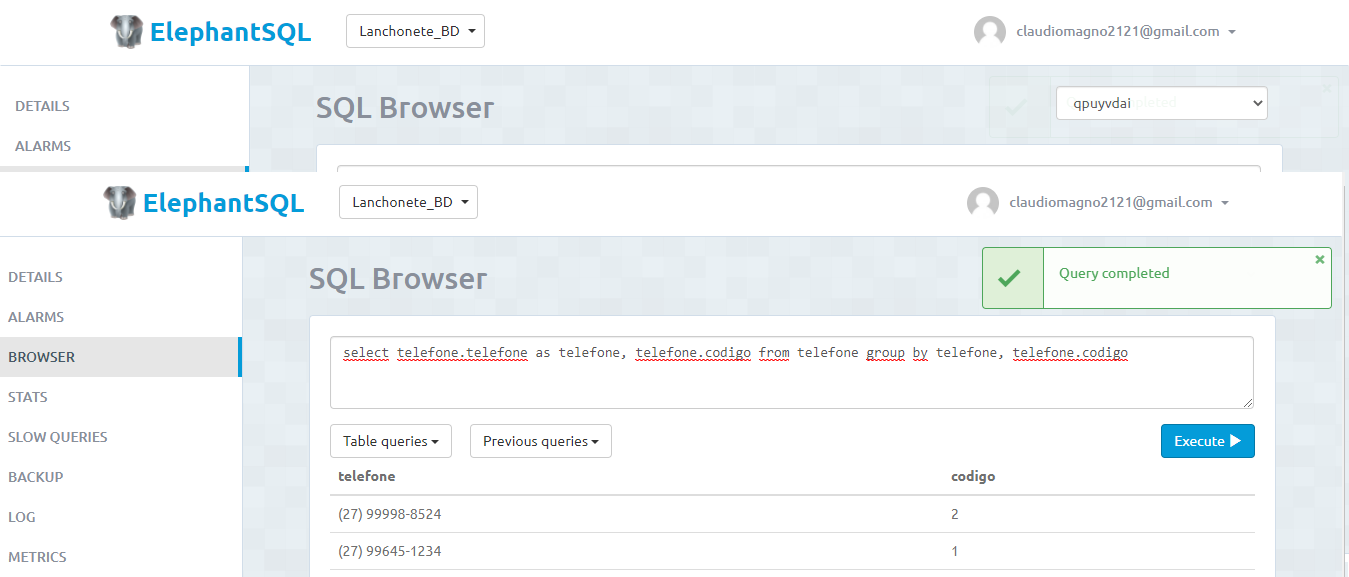 ElephantSQL Lanchonete_BD claudiomagno2121@gmail.com
DETAILS
SQL Browser
qpuyvdai
ALARMS
ElephantSQL Lanchonete_BD claudiomagno2121@gmail.com
SQL Browser
Query completed
DETAILS
ALARMS
BROWSER
STATS
SLOW QUERIES
BACKUP
LOG
METRICS
select telefone.telefone as telefone, telefone.codigo from telefone group by telefone, telefone.codigo
Table queries Previous queries Execute
telefone codigo
(27) 99998-8524 2
(27) 99645-1234 1